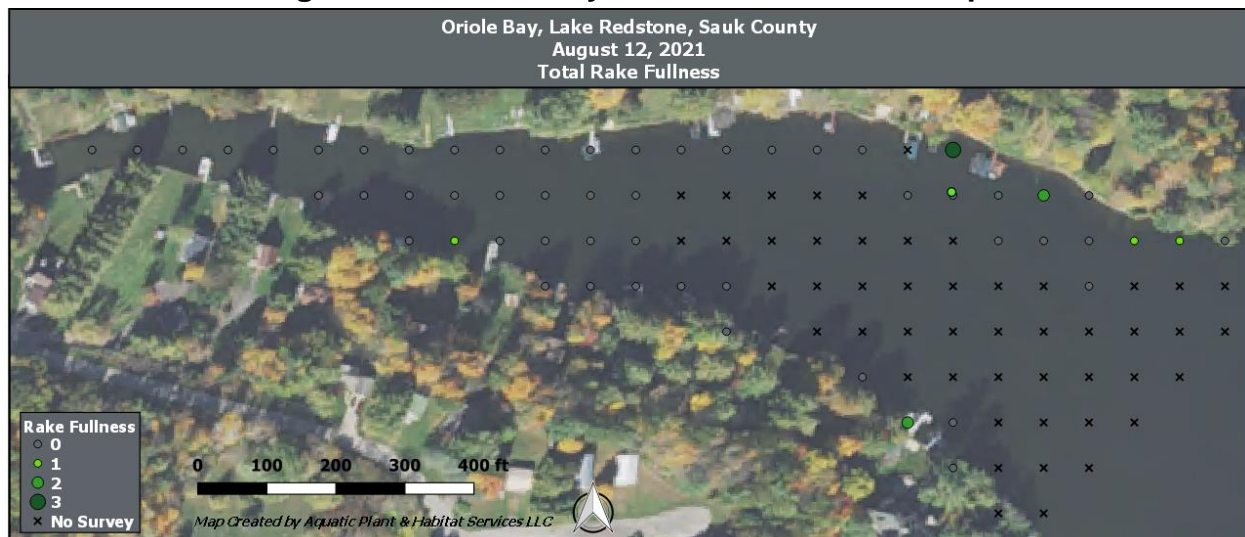 Oriole Bay, Lake Redstone, Sauk County
August 12, 2021
Total Rake Fullness
Rake Fullness
0
1
2
3
No Survey
0 100 200 300 400 ft
Map Created by Aquatic Plant & Habitat Services LLC